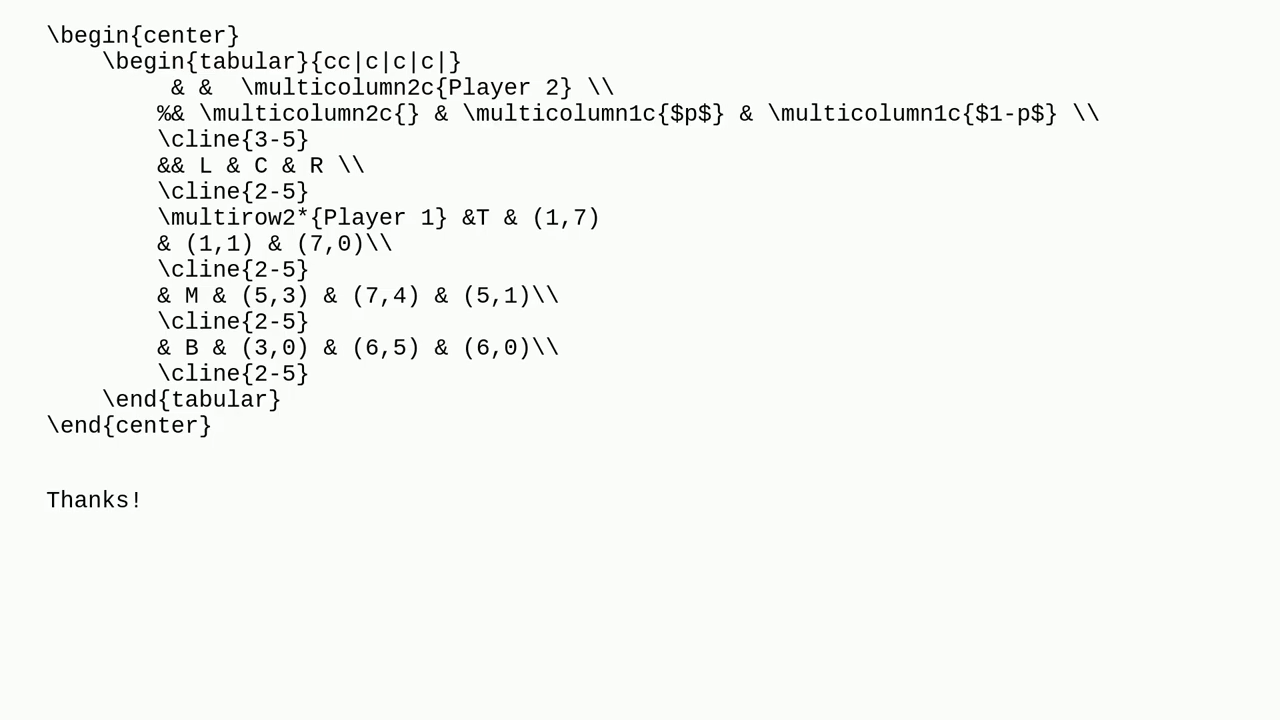 \begin{center}
    \begin{tabular}{cc|c|c|c|}
         & &  \multicolumn2c{Player 2} \\
        %&& \multicolumn2c{} & \multicolumn1c{$p$} & \multicolumn1c{$1-p$} \\
        \cline{3-5}
        && L & C & R \\
        \cline{2-5}
        \multirow2*{Player 1} &T & (1,7)
        & (1,1) & (7,0)\\
        \cline{2-5}
        & M & (5,3) & (7,4) & (5,1)\\
        \cline{2-5}
        & B & (3,0) & (6,5) & (6,0)\\
        \cline{2-5}
    \end{tabular}
\end{center}
Thanks!